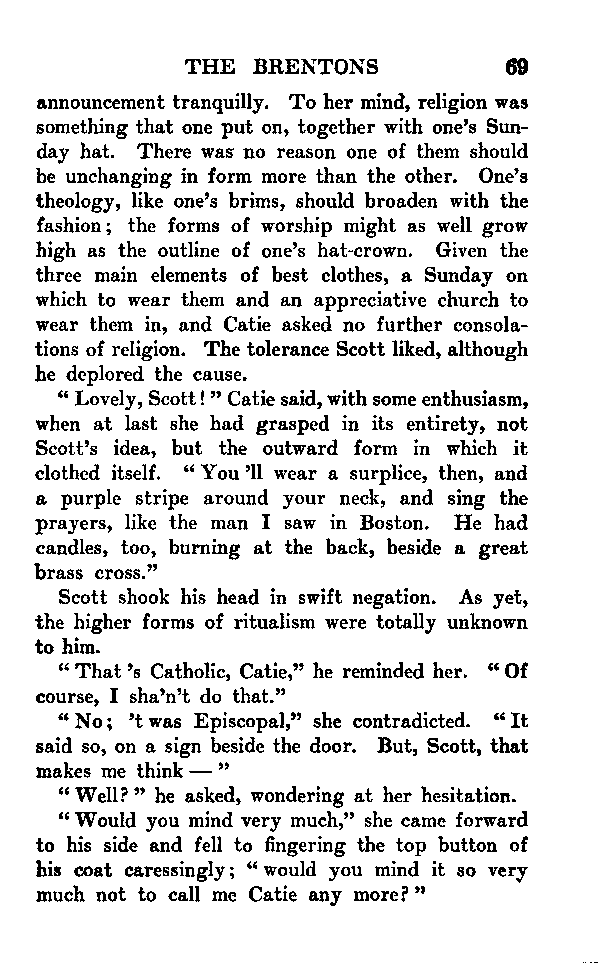 THE BRENTONS 69
announcement tranquilly. To her mind, religion was
something that one put on, together with one's Sun-
day hat. There was no reason one of them should
be unchanging in form more than the other. One's
theology, like one's brims, should broaden with the
fashion; the forms of worship might as well grow
high as the outline of one's hat-crown. Given the
three main elements of best clothes, a Sunday on
which to wear them and an appreciative church to
wear them in, and Catie asked no further consola-
tions of religion. The tolerance Scott liked, although
he deplored the cause.
"Lovely, Scott!" Catie said, with some enthusiasm,
when at last she had grasped in its entirety, not
Scott's idea, but the outward form in which it
clothed itself. "You 'll wear a surplice, then, and
a purple stripe around your neck, and sing the
prayers, like the man I saw in Boston. He had
candles, too, burning at the back, beside a great
brass cross."
Scott shook his head in swift negation. As yet,
the higher forms of ritualism were totally unknown
to him.
"That 's Catholic, Catie," he reminded her. "Of
course, I sha'n't do that."
"No; 't was Episcopal," she contradicted. "It
said so, on a sign beside the door. But, Scott, that
makes me think — "
"Well?" he asked, wondering at her hesitation.
"Would you mind very much," she came forward
to his side and fell to fingering the top button of
his coat caressingly; "would you mind it so very
much not to call me Catie any more?"